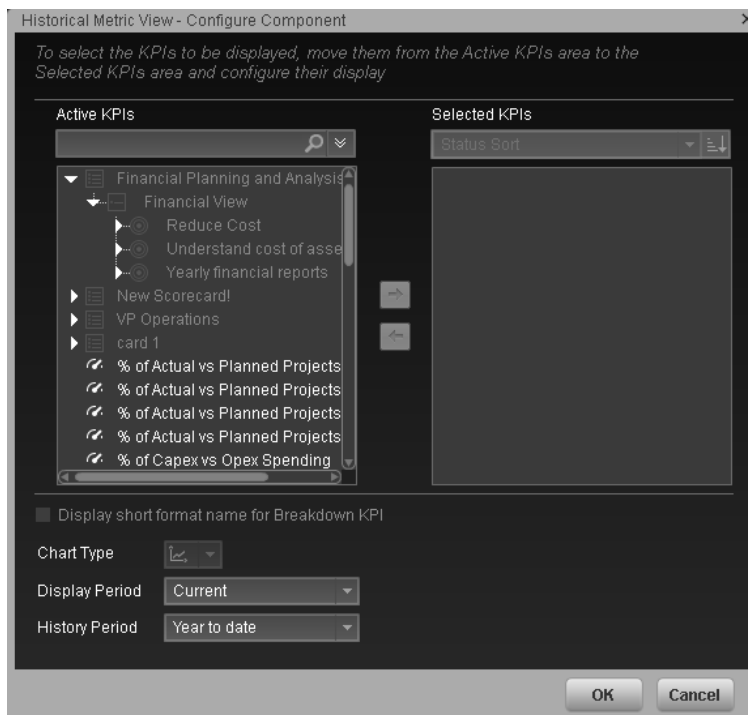 Historical Metric View - Configure Component
To select the KPIs to be displayed, move them from the Active KPIs area to the
Selected KPIs area and configure their display
Active KPIs
Selected KPIs
Status Sort
Financial Planning and Analysis
Financial View
Reduce Cost
Understand cost of asse
Yearly financial reports
New Scorecard!
VP Operations
card 1
% of Actual vs Planned Projects
% of Actual vs Planned Projects
% of Actual vs Planned Projects
% of Actual vs Planned Projects
% of Capex vs Opex Spending
Display short format name for Breakdown KPI
Chart Type
Display Period Current
History Period Year to date
OK Cancel